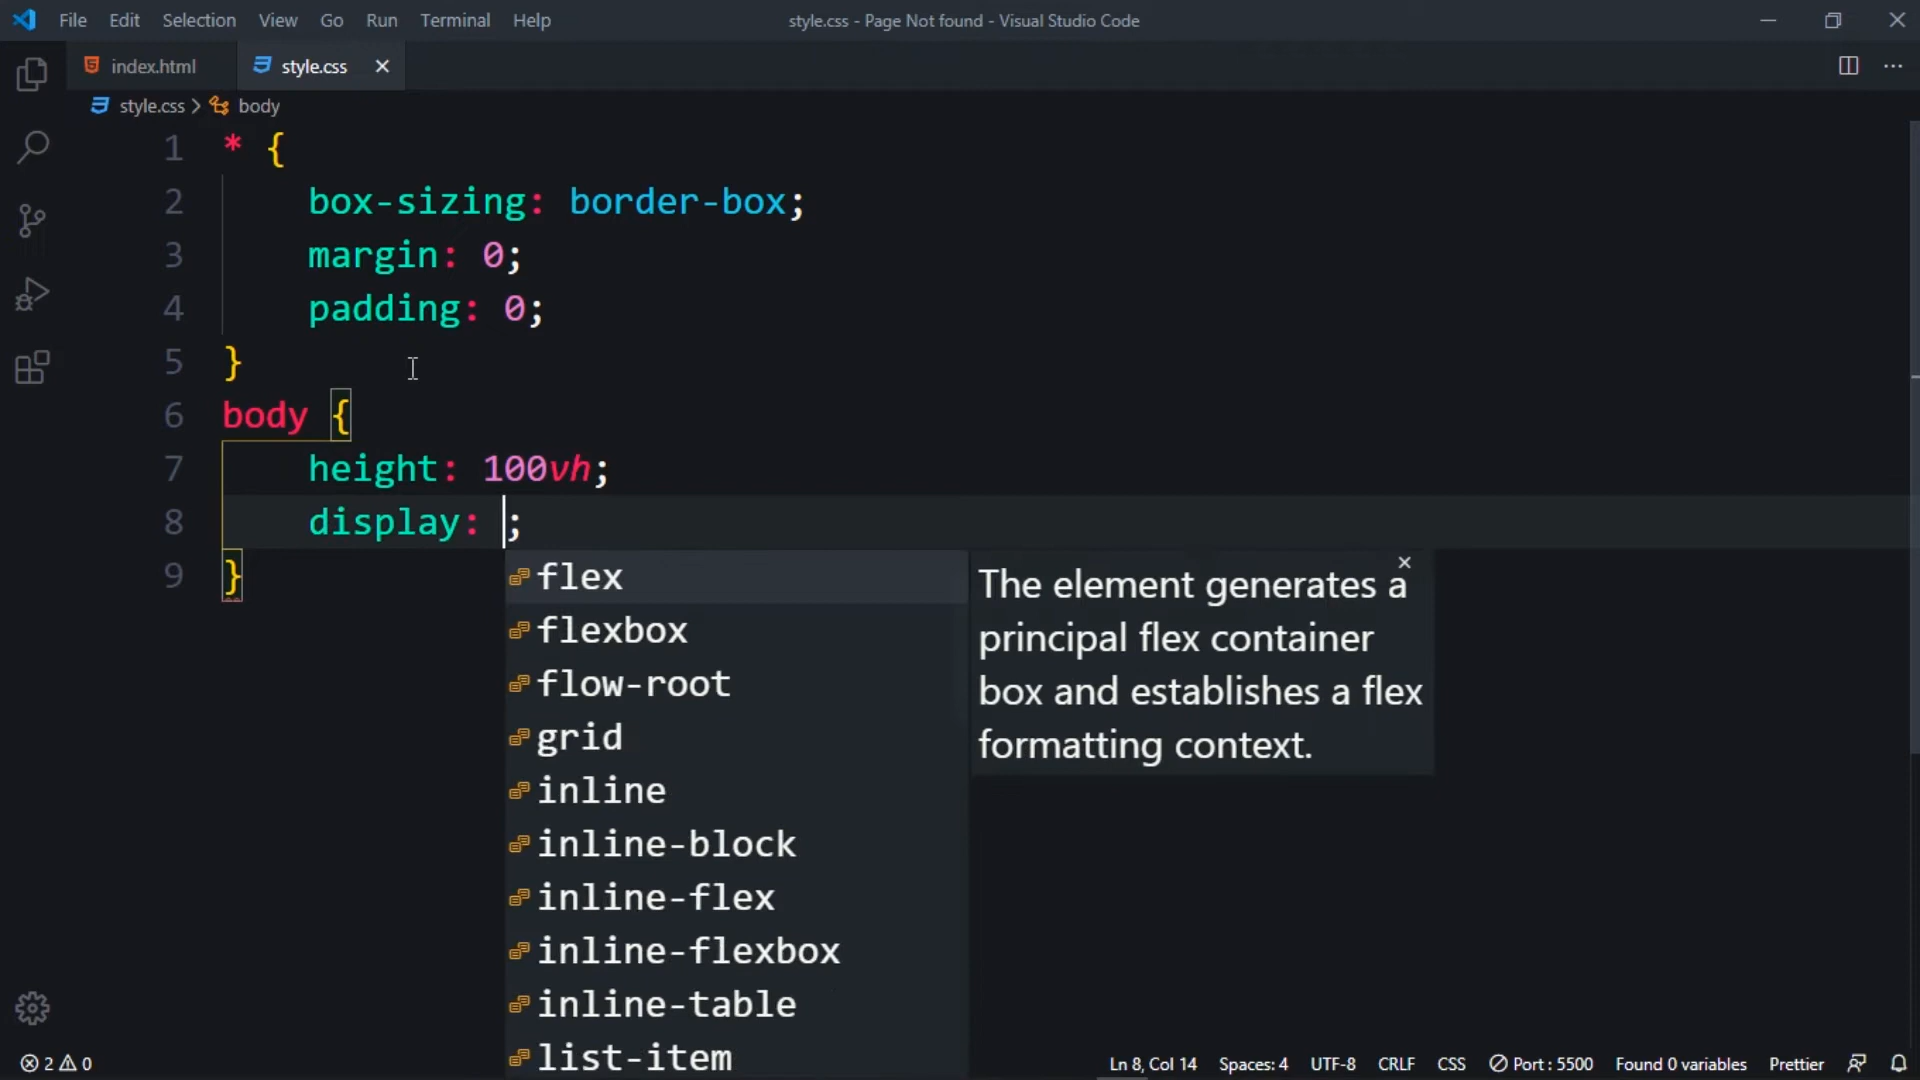 File Edit Selection View Go Run Terminal Help style.css - Page Not found - Visual Studio Code
index.html style.css
style.css > body
1 * {
2 box-sizing: border-box;
3 margin: 0;
4 padding: 0;
5 }
6 body {
7 height: 100vh;
8 display: ;
9 }
flex
flexbox
flow-root
grid
inline
inline-block
inline-flex
inline-flexbox
inline-table
list-item
The element generates a
principal flex container
box and establishes a flex
formatting context.
2 0 Ln 8, Col 14 Spaces: 4 UTF-8 CRLF CSS Port : 5500 Found 0 variables Prettier